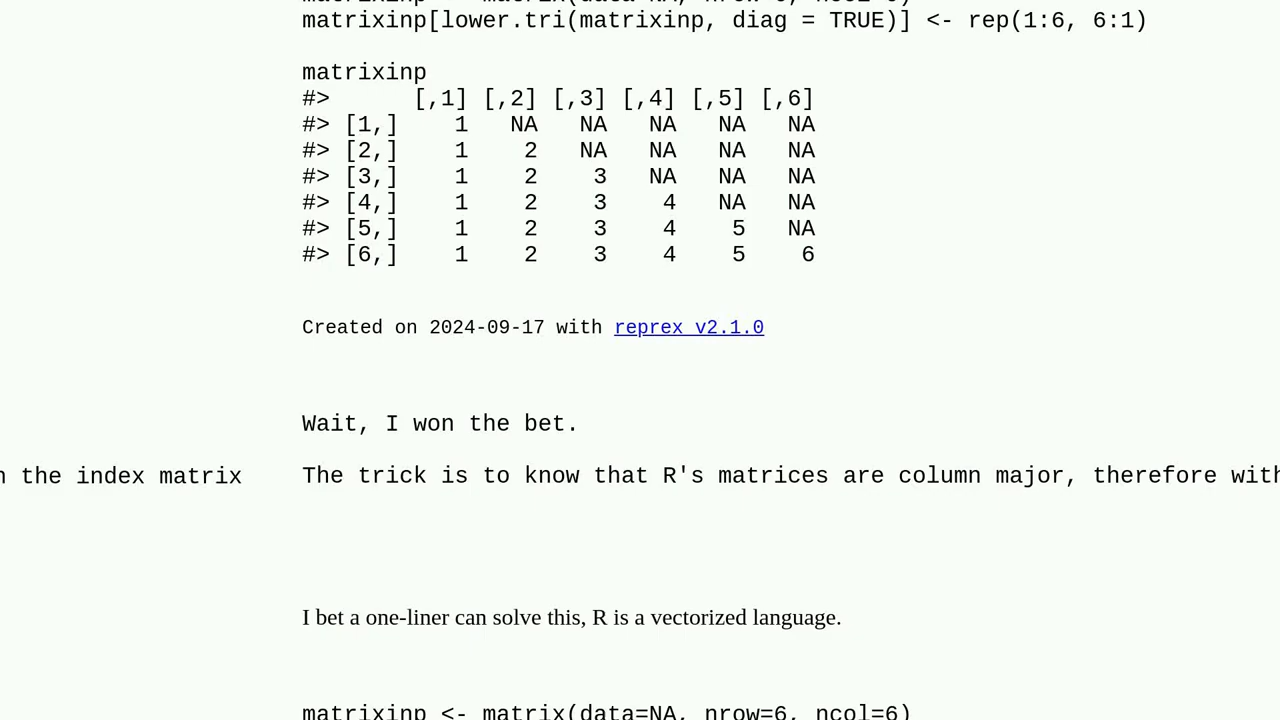 matrixinp[lower.tri(matrixinp, diag = TRUE)] <- rep(1:6, 6:1)
matrixinp
#>      [,1] [,2] [,3] [,4] [,5] [,6]
#> [1,]    1   NA   NA   NA   NA   NA
#> [2,]    1    2   NA   NA   NA   NA
#> [3,]    1    2    3   NA   NA   NA
#> [4,]    1    2    3    4   NA   NA
#> [5,]    1    2    3    4    5   NA
#> [6,]    1    2    3    4    5    6
Created on 2024-09-17 with reprex v2.1.0
Wait, I won the bet.
the index matrix
The trick is to know that R's matrices are column major, therefore with
I bet a one-liner can solve this, R is a vectorized language.
matrixinp <- matrix(data=NA, nrow=6, ncol=6)